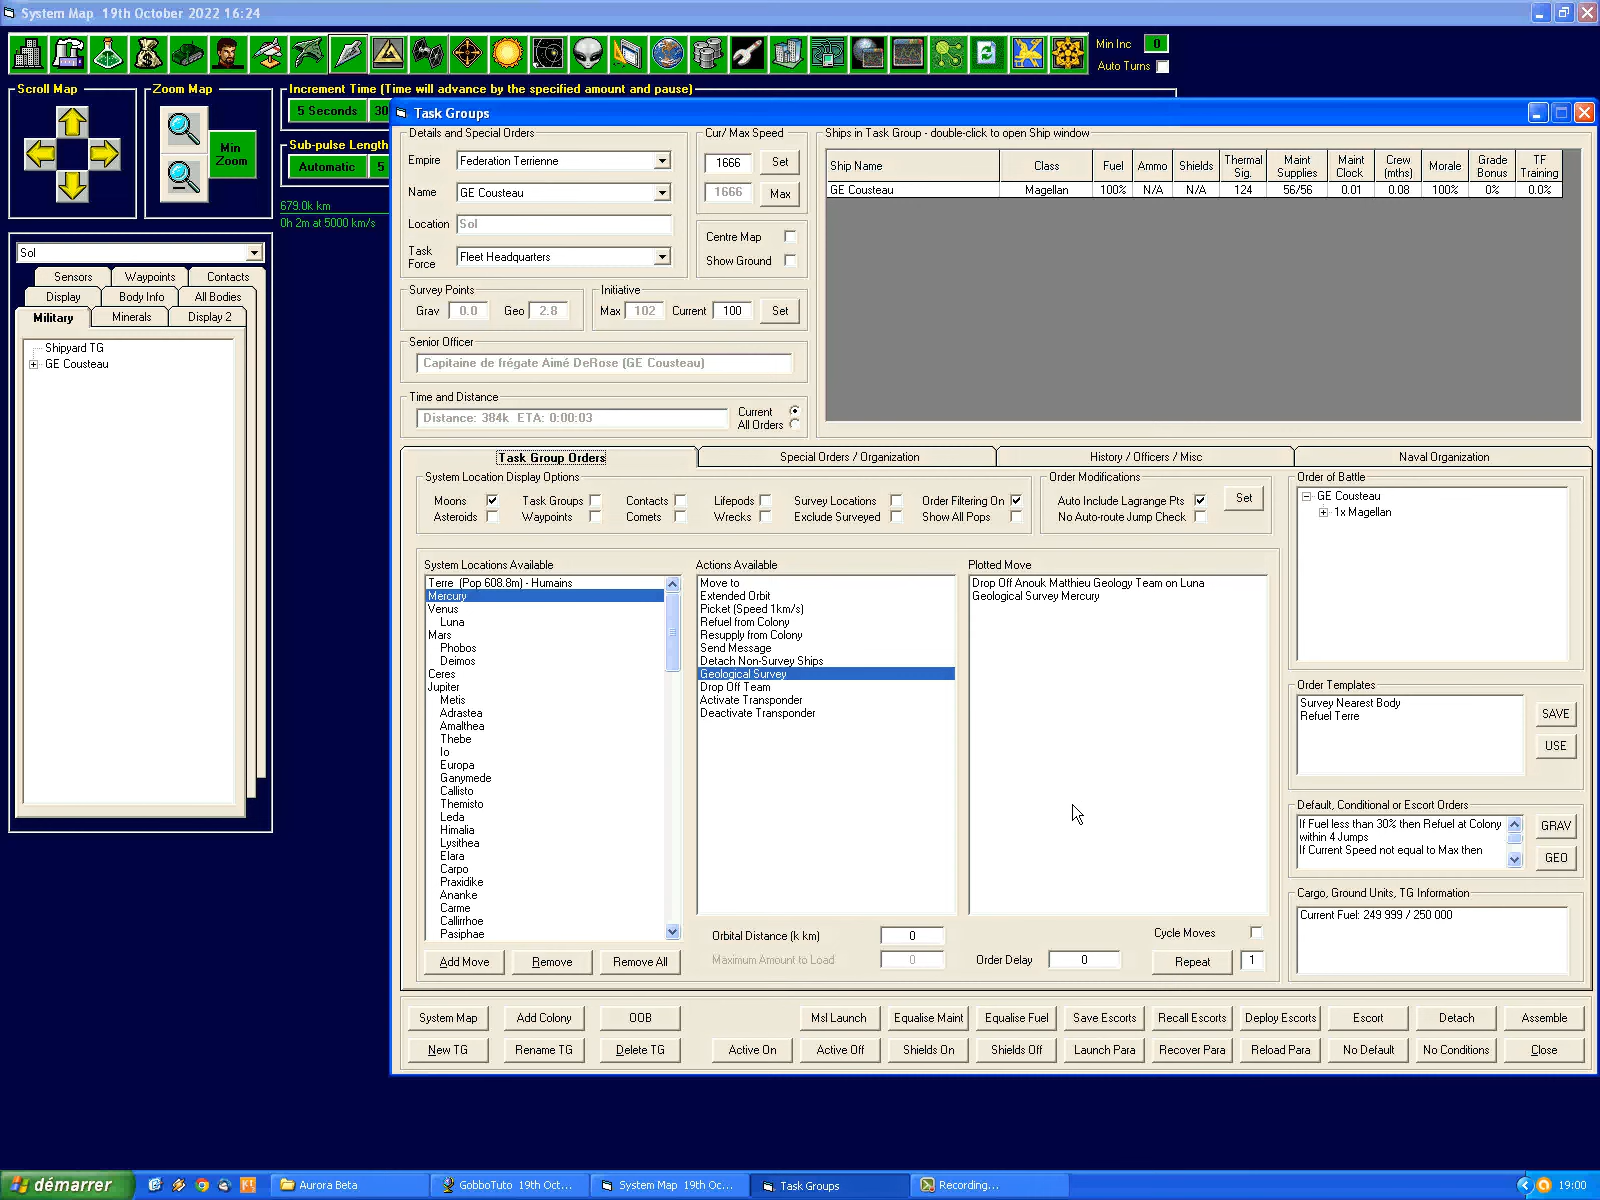 System Map  19th October 2022 16:24
Min Inc 0
Auto Turns
Scroll Map
Zoom Map
Min Zoom
Increment Time (Time will advance by the specified amount and pause)
5 Seconds
30
Sub-pulse Length
Automatic
5
679.0k km
0h 2m at 5000 km/s
Sol
Sensors Waypoints Contacts
Display Body Info All Bodies
Military Minerals Display 2
Shipyard TG
GE Cousteau
Task Groups
Details and Special Orders
Empire Federation Terrienne
Name GE Cousteau
Location Sol
Task Force Fleet Headquarters
Cur/ Max Speed
1666 Set
1666 Max
Centre Map
Show Ground
Survey Points
Grav 0.0 Geo 2.8
Initiative
Max 102 Current 100 Set
Senior Officer
Capitaine de frégate Aimé DeRose (GE Cousteau)
Time and Distance
Distance: 384k  ETA: 0:00:03
Current
All Orders
Ships in Task Group - double-click to open Ship window
Ship Name Class Fuel Ammo Shields Thermal Sig. Maint Supplies Maint Clock Crew (mths) Morale Grade Bonus TF Training
GE Cousteau Magellan 100% N/A N/A 124 56/56 0.01 0.08 100% 0% 0.0%
Task Group Orders
Special Orders / Organization
History / Officers / Misc
Naval Organization
System Location Display Options
Moons Task Groups Contacts Lifepods Survey Locations Order Filtering On
Asteroids Waypoints Comets Wrecks Exclude Surveyed Show All Pops
Order Modifications
Auto Include Lagrange Pts Set
No Auto-route Jump Check
Order of Battle
GE Cousteau
1x Magellan
System Locations Available
Terre  (Pop 608.8m) - Humains
Mercury
Venus
Luna
Mars
Phobos
Deimos
Ceres
Jupiter
Metis
Adrastea
Amalthea
Thebe
Io
Europa
Ganymede
Callisto
Themisto
Leda
Himalia
Lysithea
Elara
Carpo
Praxidike
Ananke
Carme
Callirrhoe
Pasiphae
Actions Available
Move to
Extended Orbit
Picket (Speed 1km/s)
Refuel from Colony
Resupply from Colony
Send Message
Detach Non-Survey Ships
Geological Survey
Drop Off Team
Activate Transponder
Deactivate Transponder
Plotted Move
Drop Off Anouk Matthieu Geology Team on Luna
Geological Survey Mercury
Order Templates
Survey Nearest Body
Refuel Terre
SAVE
USE
Default, Conditional or Escort Orders
If Fuel less than 30% then Refuel at Colony
within 4 Jumps
If Current Speed not equal to Max then
GRAV
GEO
Cargo, Ground Units, TG Information
Current Fuel: 249 999 / 250 000
Add Move Remove Remove All
Orbital Distance (k km) 0
Maximum Amount to Load 0
Order Delay 0
Cycle Moves
Repeat 1
System Map Add Colony OOB Msl Launch Equalise Maint Equalise Fuel Save Escorts Recall Escorts Deploy Escorts Escort Detach Assemble
New TG Rename TG Delete TG Active On Active Off Shields On Shields Off Launch Para Recover Para Reload Para No Default No Conditions Close
démarrer
Aurora Beta
GobboTuto  19th Oct...
System Map  19th Oc...
Task Groups
Recording...
19:00